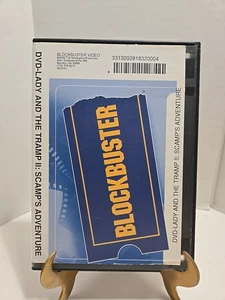 DVD-LADY AND THE TRAMP II: SCAMP'S ADVENTURE
BLOCKBUSTER VIDEO
BLOCKBUSTER
DVD-LADY AND THE TRAMP II: SCAMP'S ADVENTURE